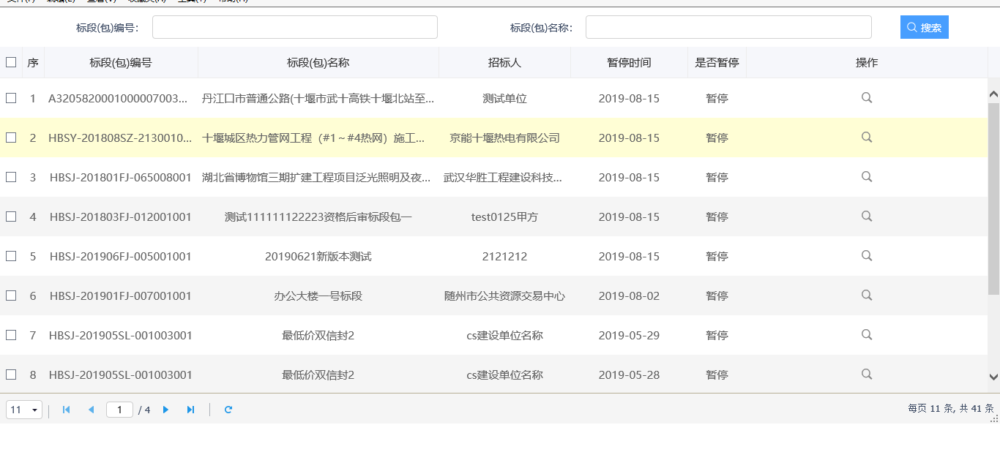 标段(包)编号: 标段(包)名称: 搜索
序 标段(包)编号 标段(包)名称 招标人 暂停时间 是否暂停 操作
1 A3205820001000007003... 丹江口市普通公路(十堰市武十高铁十堰北站至... 测试单位 2019-08-15 暂停
2 HBSY-201808SZ-2130010... 十堰城区热力管网工程（#1～#4热网）施工... 京能十堰热电有限公司 2019-08-15 暂停
3 HBSJ-201801FJ-065008001 湖北省博物馆三期扩建工程项目泛光照明及夜... 武汉华胜工程建设科技... 2019-08-15 暂停
4 HBSJ-201803FJ-012001001 测试111111122223资格后审标段包一 test0125甲方 2019-08-15 暂停
5 HBSJ-201906FJ-005001001 20190621新版本测试 2121212 2019-08-15 暂停
6 HBSJ-201901FJ-007001001 办公大楼一号标段 随州市公共资源交易中心 2019-08-02 暂停
7 HBSJ-201905SL-001003001 最低价双信封2 cs建设单位名称 2019-05-29 暂停
8 HBSJ-201905SL-001003001 最低价双信封2 cs建设单位名称 2019-05-28 暂停
11 1 / 4 每页 11 条, 共 41 条